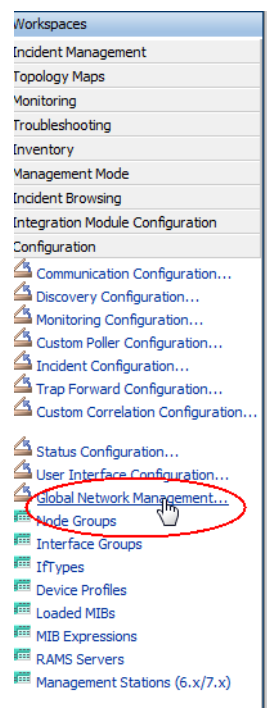 Workspaces
Incident Management
Topology Maps
Monitoring
Troubleshooting
Inventory
Management Mode
Incident Browsing
Integration Module Configuration
Configuration
Communication Configuration...
Discovery Configuration...
Monitoring Configuration...
Custom Poller Configuration...
Incident Configuration...
Trap Forward Configuration...
Custom Correlation Configuration...
Status Configuration...
User Interface Configuration...
Global Network Management...
Node Groups
Interface Groups
IfTypes
Device Profiles
Loaded MIBs
MIB Expressions
RAMS Servers
Management Stations (6.x/7.x)